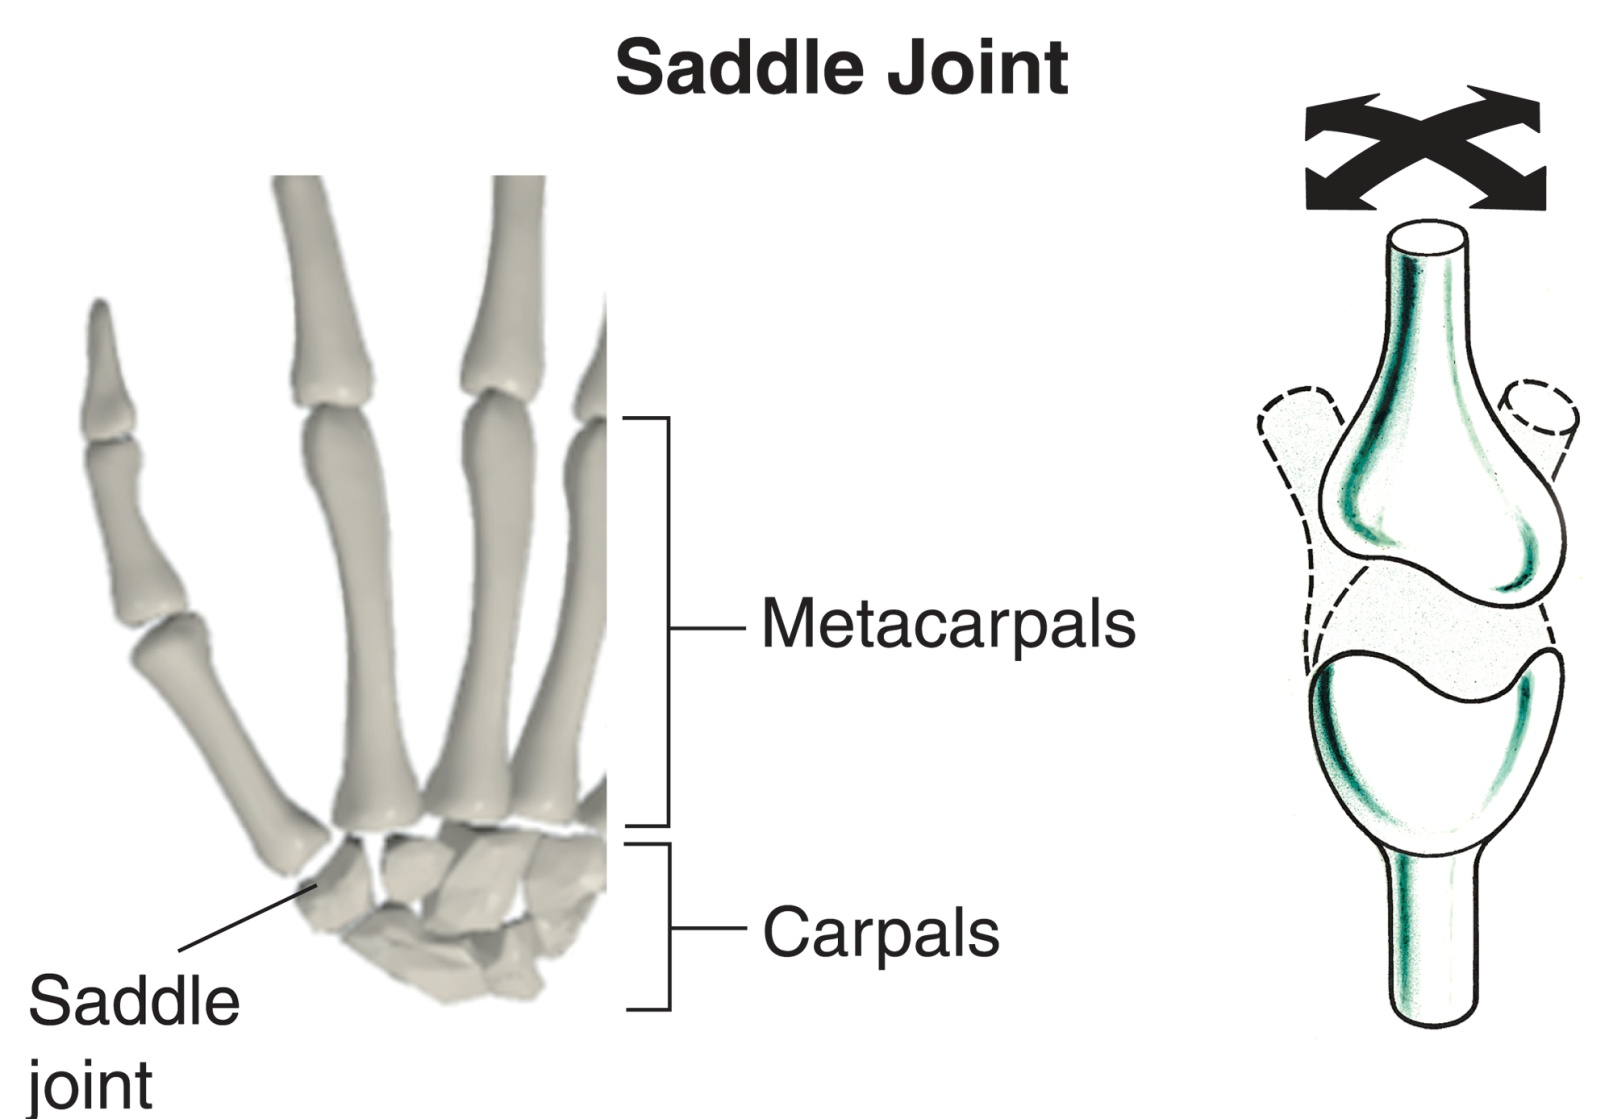 Saddle Joint
Metacarpals
Carpals
Saddle
joint